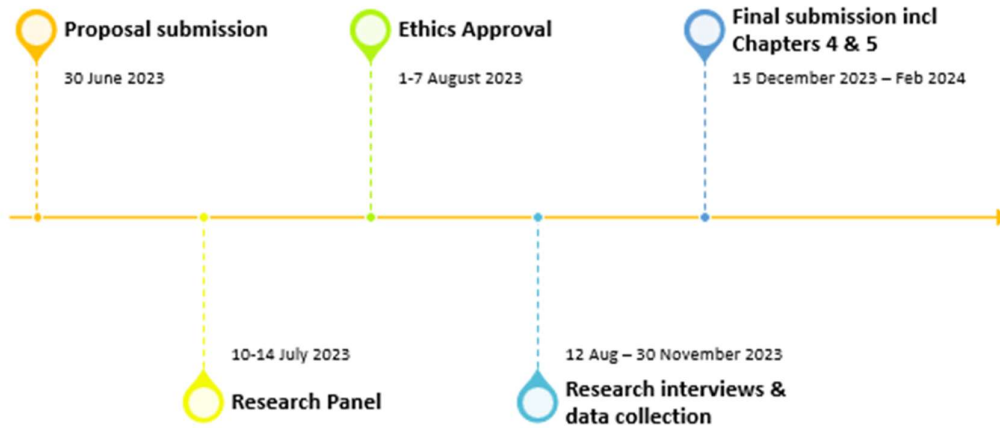 Proposal submission
30 June 2023
Ethics Approval
1-7 August 2023
Final submission incl
Chapters 4 & 5
15 December 2023 – Feb 2024
10-14 July 2023
Research Panel
12 Aug – 30 November 2023
Research interviews &
data collection